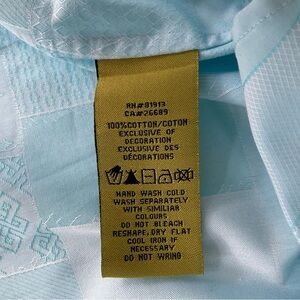 RN#81913
CA#26689
100%COTTON/COTON
EXCLUSIVE OF
DECORATION
EXCLUSIVE DES
DÉCORATIONS
HAND WASH COLD
WASH SEPARATELY
WITH SIMILIAR
COLOURS
DO NOT BLEACH
RESHAPE,DRY FLAT
COOL IRON IF
NECESSARY
DO NOT WRING